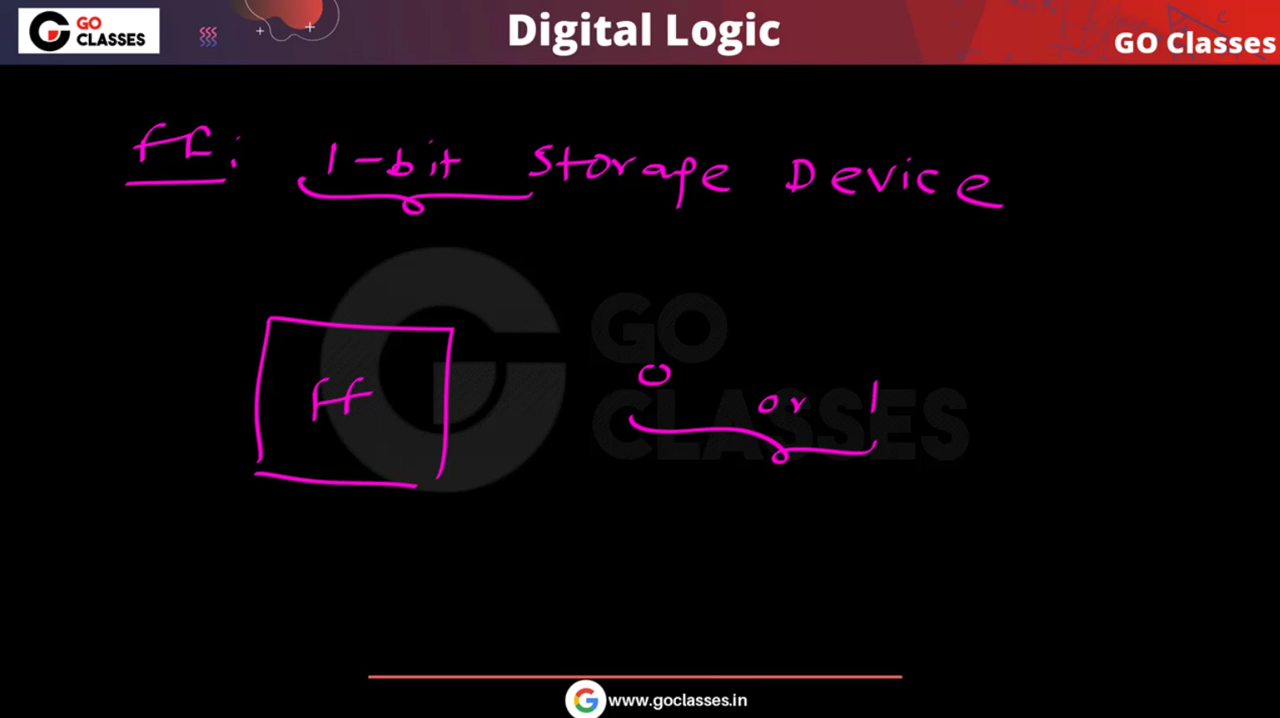 GO
CLASSES
Digital Logic
GO Classes
ff: 1-bit Storage Device
GO
CLASSES
ff
0 or 1
www.goclasses.in